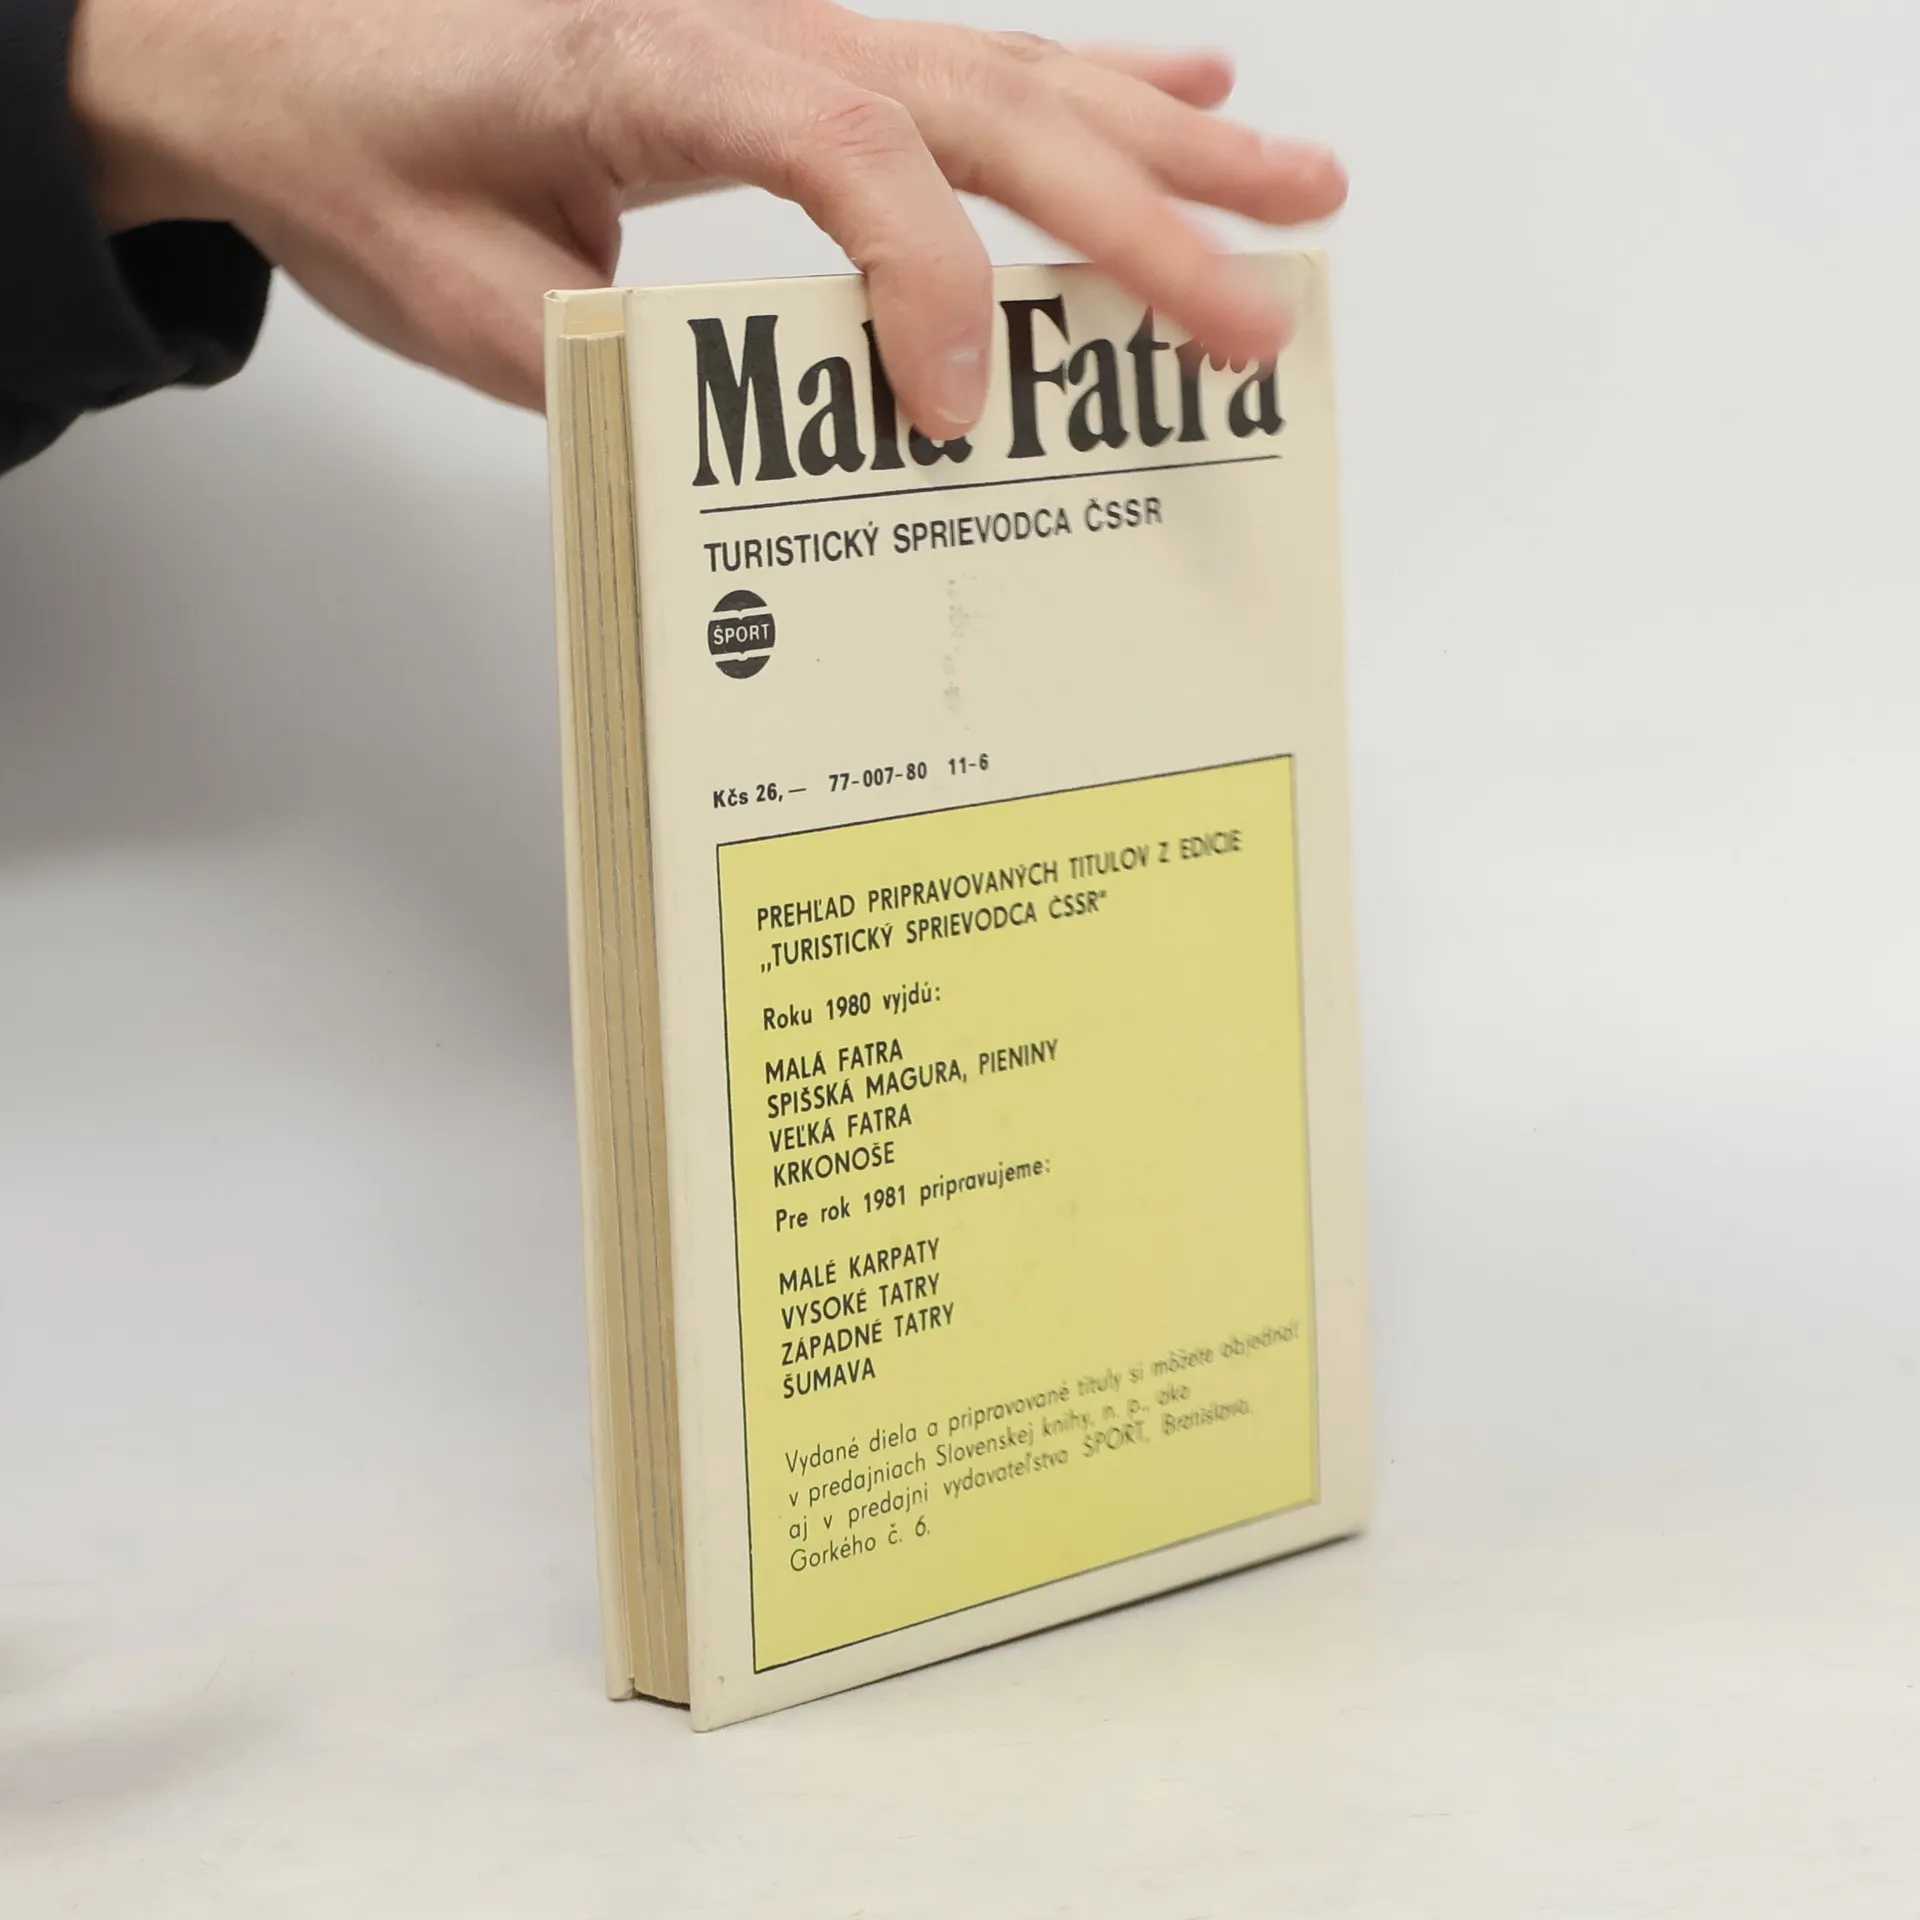 Malá Fatra
TURISTICKÝ SPRIEVODCA ČSSR
ŠPORT
Kčs 26,— 77-007-80 11-6
PREHĽAD PRIPRAVOVANÝCH TITULOV Z EDÍCIE
„TURISTICKÝ SPRIEVODCA ČSSR"
Roku 1980 vyjdú:
MALÁ FATRA
SPIŠSKÁ MAGURA, PIENINY
VEĽKÁ FATRA
KRKONOŠE
Pre rok 1981 pripravujeme:
MALÉ KARPATY
VYSOKÉ TATRY
ZÁPADNÉ TATRY
ŠUMAVA
Vydané diela a pripravované tituly si môžete objednať
v predajniach Slovenskej knihy, n. p., ako
aj v predajni vydavateľstva ŠPORT, Bratislava,
Gorkého č. 6.